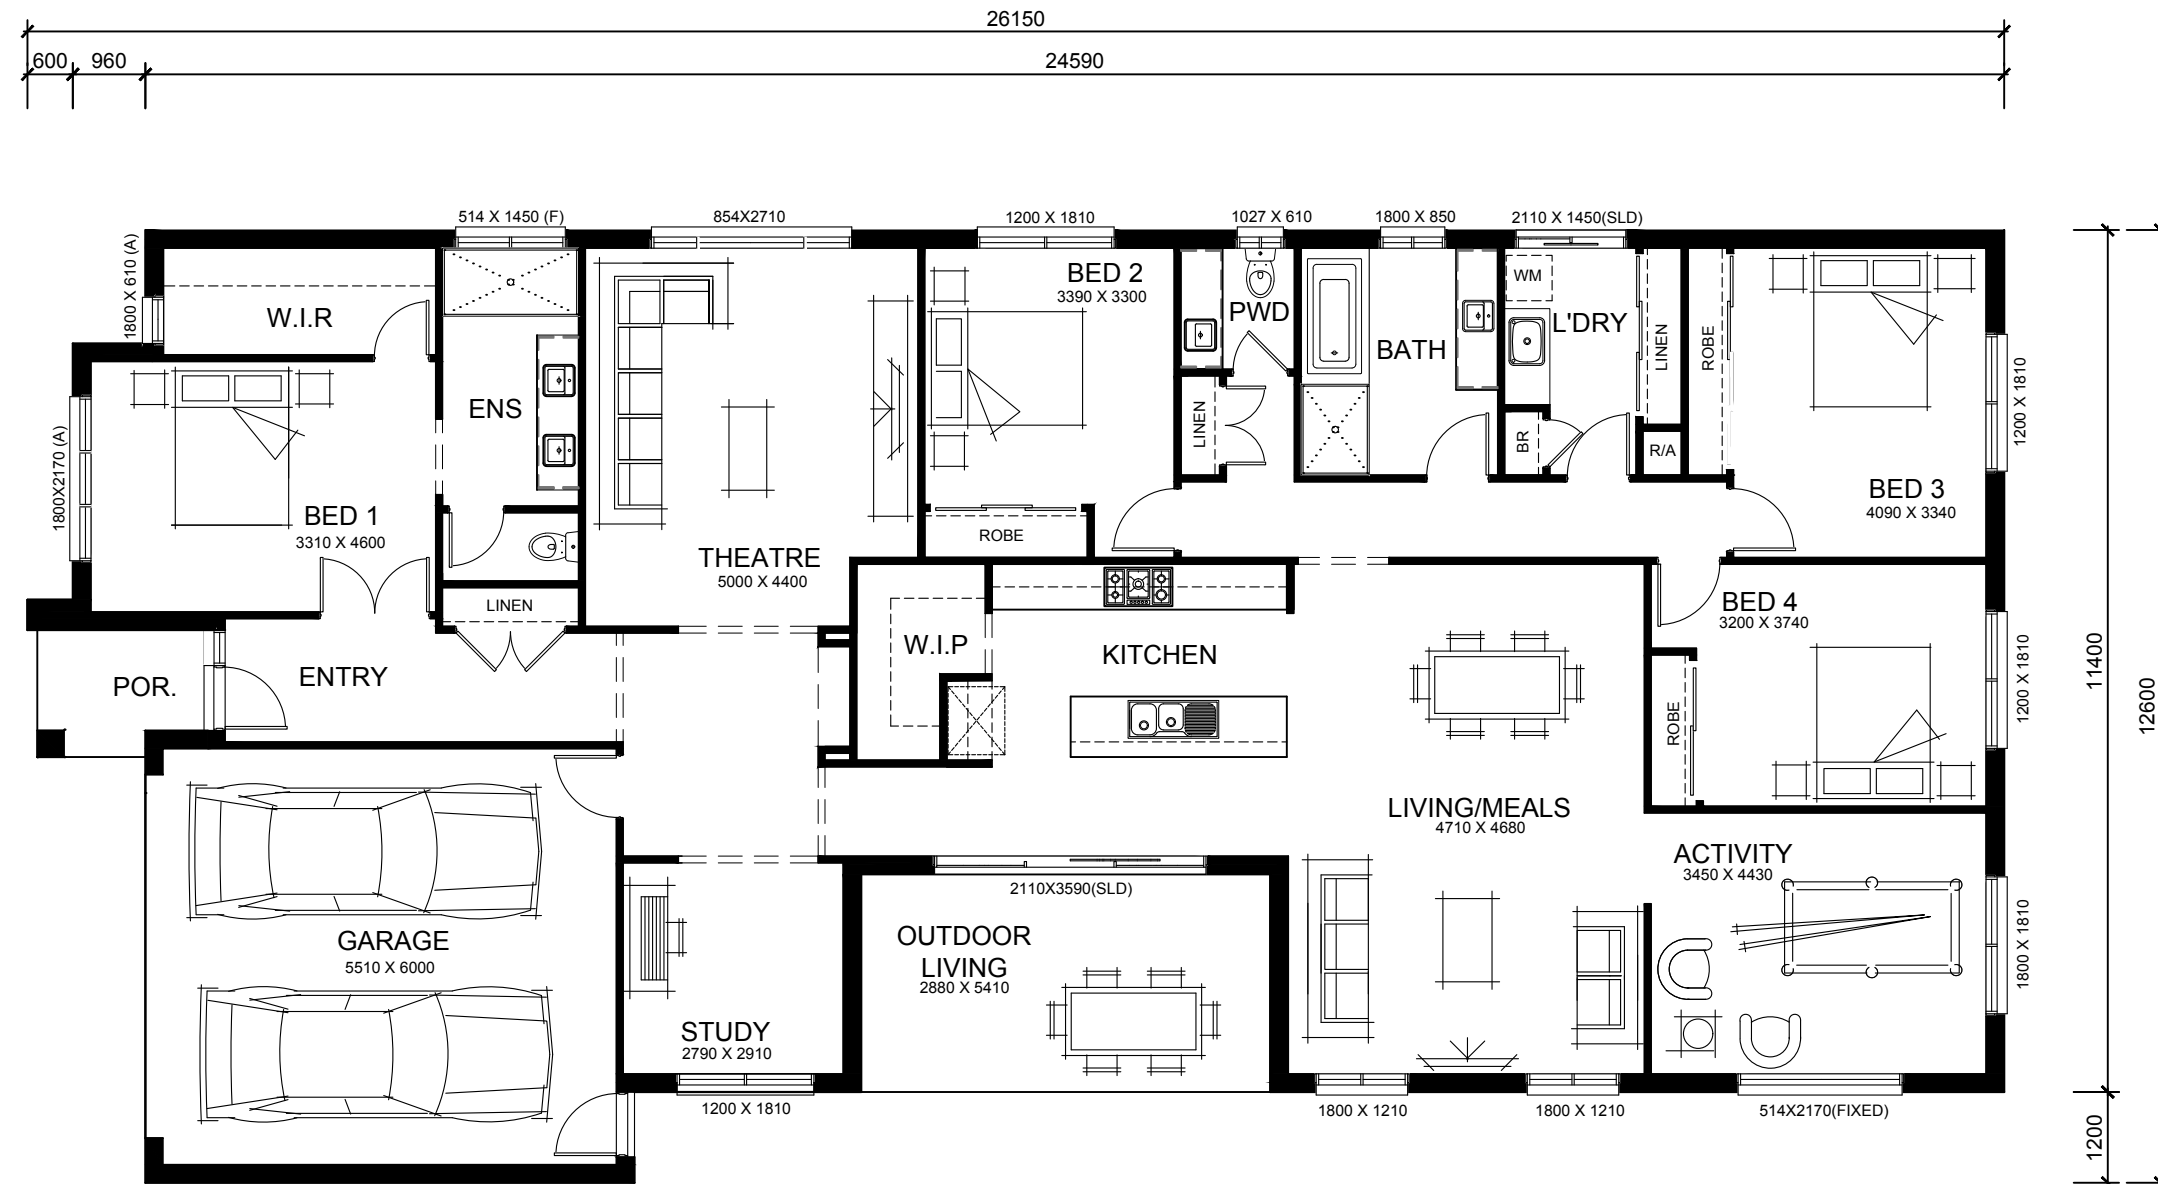 26150
600
960
24590
514 X 1450 (F)
854X2710
1200 X 1810
1027 X 610
1800 X 850
2110 X 1450(SLD)
1800 X 610 (A)
W.I.R
BED 2
3390 X 3300
PWD
WM
L'DRY
BATH
LINEN
ROBE
ENS
LINEN
BR
R/A
1200 X 1810
1800X2170 (A)
BED 1
3310 X 4600
BED 3
4090 X 3340
ROBE
THEATRE
5000 X 4400
LINEN
BED 4
3200 X 3740
W.I.P
KITCHEN
ENTRY
POR.
ROBE
1200 X 1810
11400
12600
LIVING/MEALS
4710 X 4680
ACTIVITY
3450 X 4430
2110X3590(SLD)
GARAGE
5510 X 6000
OUTDOOR
LIVING
2880 X 5410
1800 X 1810
STUDY
2790 X 2910
1200 X 1810
1800 X 1210
1800 X 1210
514X2170(FIXED)
1200